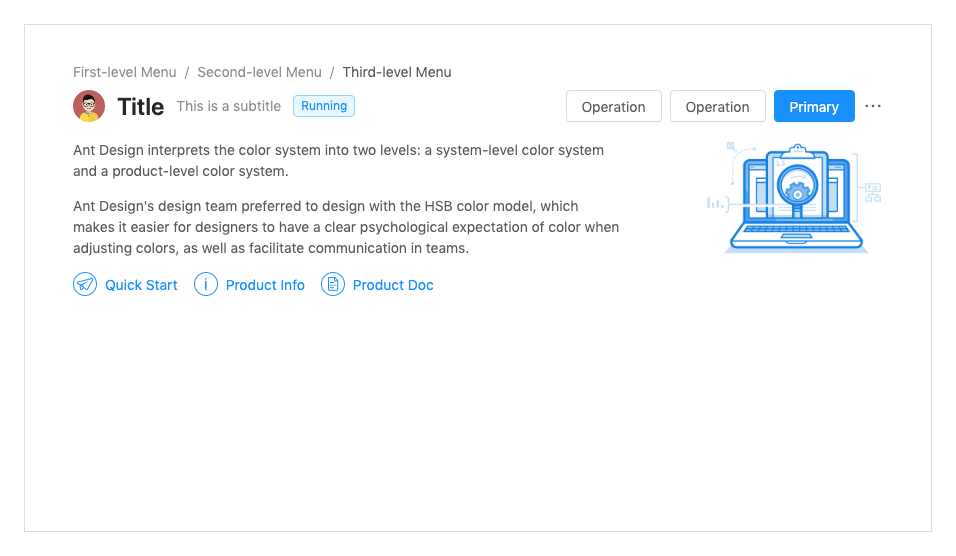 First-level Menu / Second-level Menu / Third-level Menu
Title This is a subtitle Running Operation Operation Primary ···
Ant Design interprets the color system into two levels: a system-level color system
and a product-level color system.
Ant Design's design team preferred to design with the HSB color model, which
makes it easier for designers to have a clear psychological expectation of color when
adjusting colors, as well as facilitate communication in teams.
Quick Start Product Info Product Doc